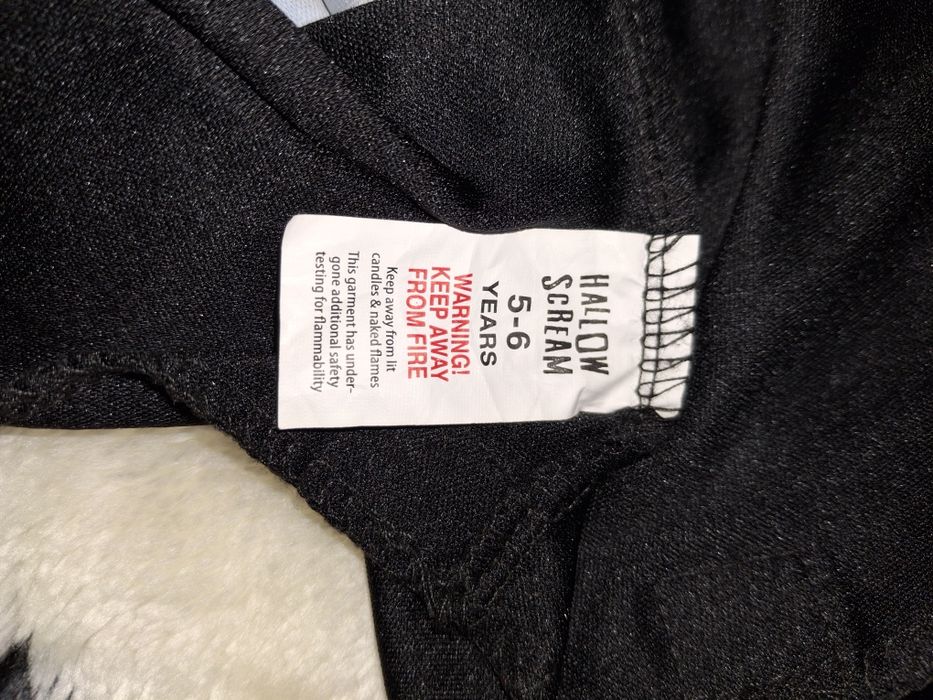 HALLOW
SCREAM
5-6
YEARS
WARNING!
KEEP AWAY
FROM FIRE
Keep away from lit
candles & naked flames
This garment has under-
gone additional safety
testing for flammability